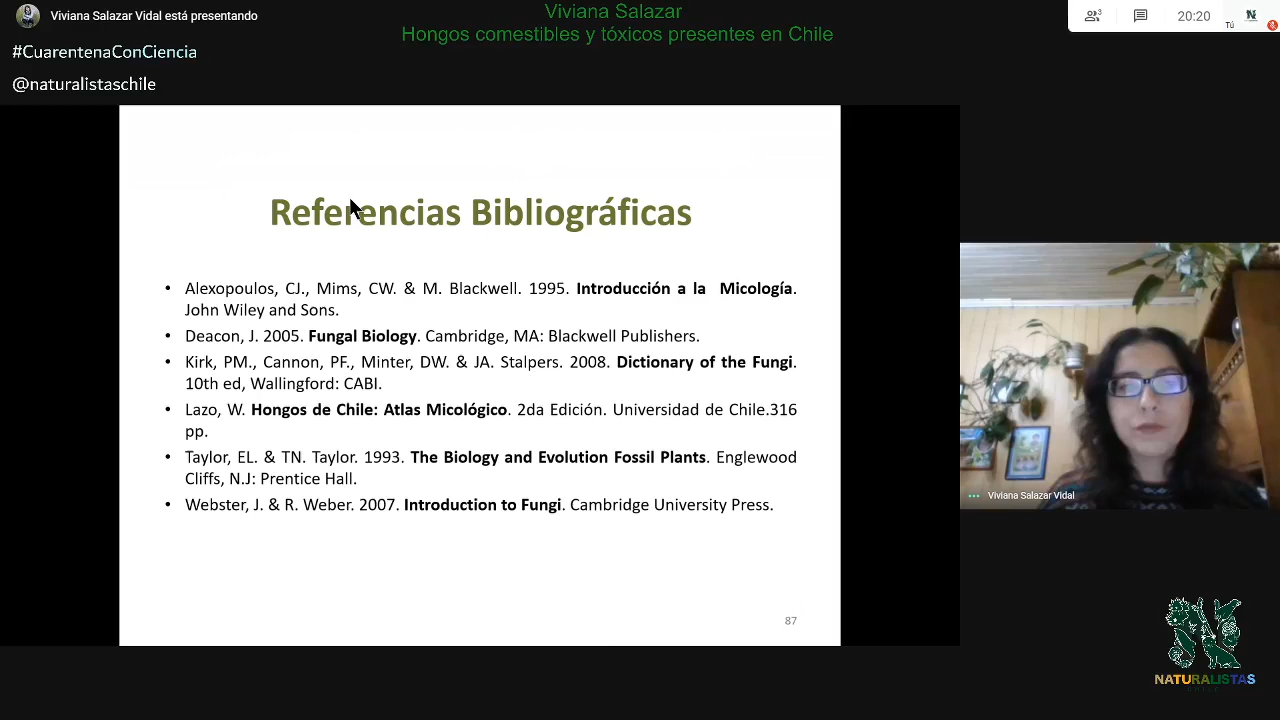 Viviana Salazar Vidal está presentando
Viviana Salazar
Hongos comestibles y tóxicos presentes en Chile
3
20:20
Tú
#CuarentenaConCiencia
@naturalistaschile
Referencias Bibliográficas
• Alexopoulos, CJ., Mims, CW. & M. Blackwell. 1995. Introducción a la Micología.
John Wiley and Sons.
• Deacon, J. 2005. Fungal Biology. Cambridge, MA: Blackwell Publishers.
• Kirk, PM., Cannon, PF., Minter, DW. & JA. Stalpers. 2008. Dictionary of the Fungi.
10th ed, Wallingford: CABI.
• Lazo, W. Hongos de Chile: Atlas Micológico. 2da Edición. Universidad de Chile.316
pp.
• Taylor, EL. & TN. Taylor. 1993. The Biology and Evolution Fossil Plants. Englewood
Cliffs, N.J: Prentice Hall.
• Webster, J. & R. Weber. 2007. Introduction to Fungi. Cambridge University Press.
87
Viviana Salazar Vidal
NATURALISTAS
CHILE